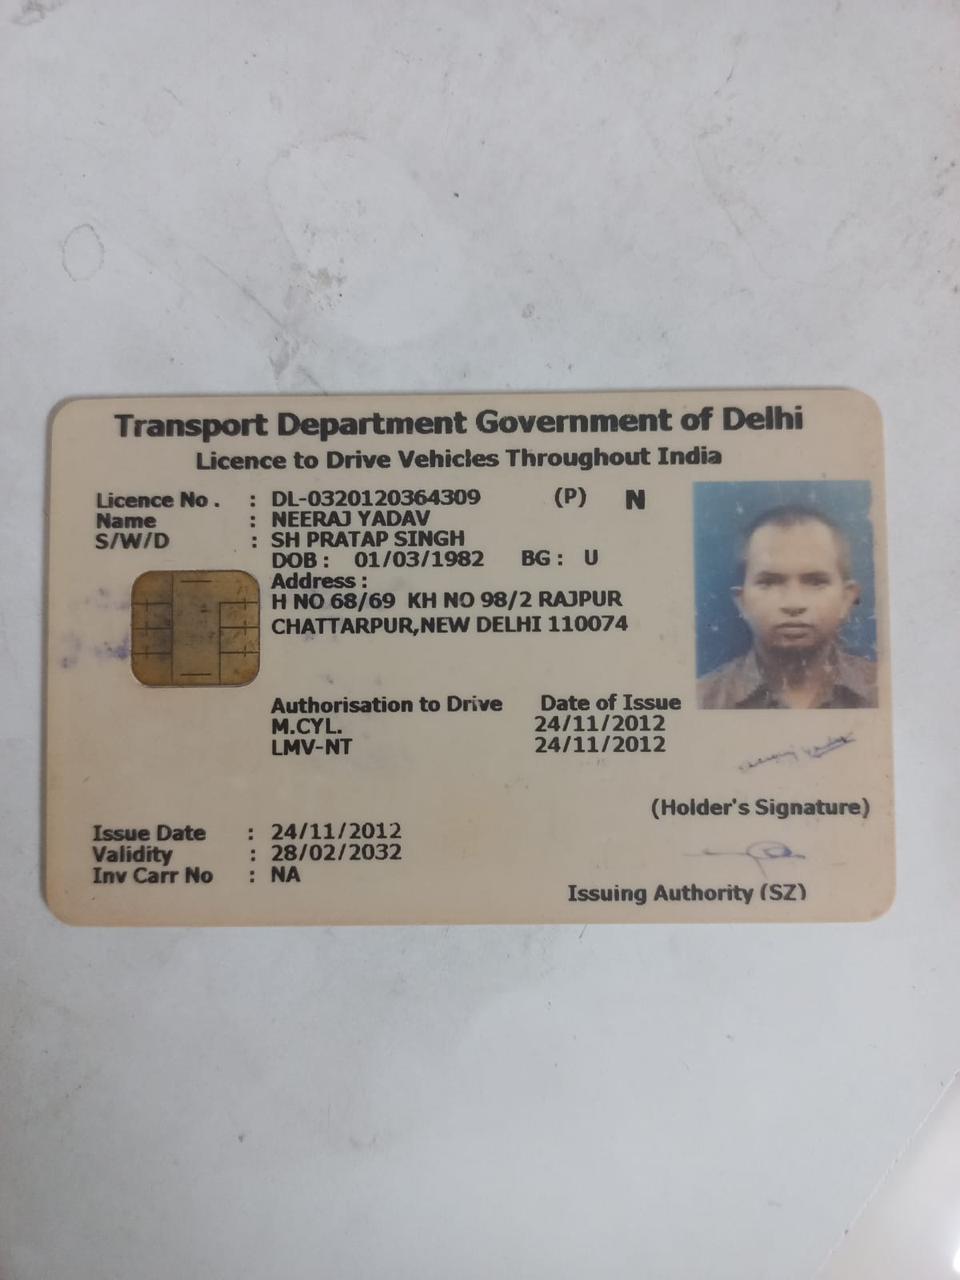 Transport Department Government of Delhi
Licence to Drive Vehicles Throughout India
Licence No . : DL-0320120364309 (P) N
Name : NEERAJ YADAV
S/W/D : SH PRATAP SINGH
DOB : 01/03/1982 BG : U
Address :
H NO 68/69 KH NO 98/2 RAJPUR
CHATTARPUR,NEW DELHI 110074
Authorisation to Drive Date of Issue
M.CYL. 24/11/2012
LMV-NT 24/11/2012
(Holder's Signature)
Issue Date : 24/11/2012
Validity : 28/02/2032
Inv Carr No : NA
Issuing Authority (SZ)